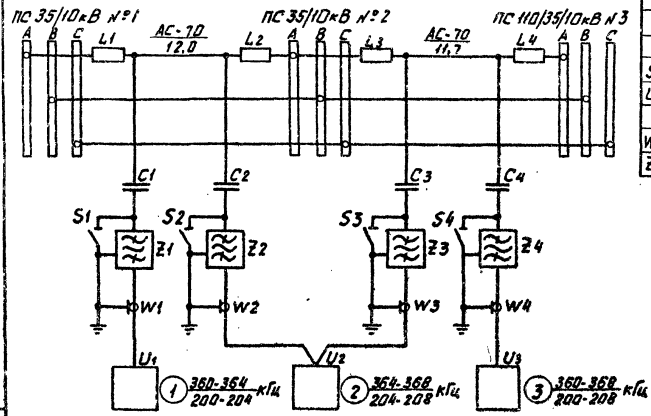 ПС 35/10кВ №1 ПС 35/10кВ №2 ПС 110/35/10кВ №3
А В С А В С А В С
L1 АС-70 L2 L3 АС-70 L4
12,0 11,7
C1 C2 C3 C4
S1 S2 S3 S4
Z1 Z2 Z3 Z4
W1 W2 W3 W4
U1 U2 U3
1 360-364 кГц 2 364-368 кГц 3 360-368 кГц
200-204 204-208 200-208